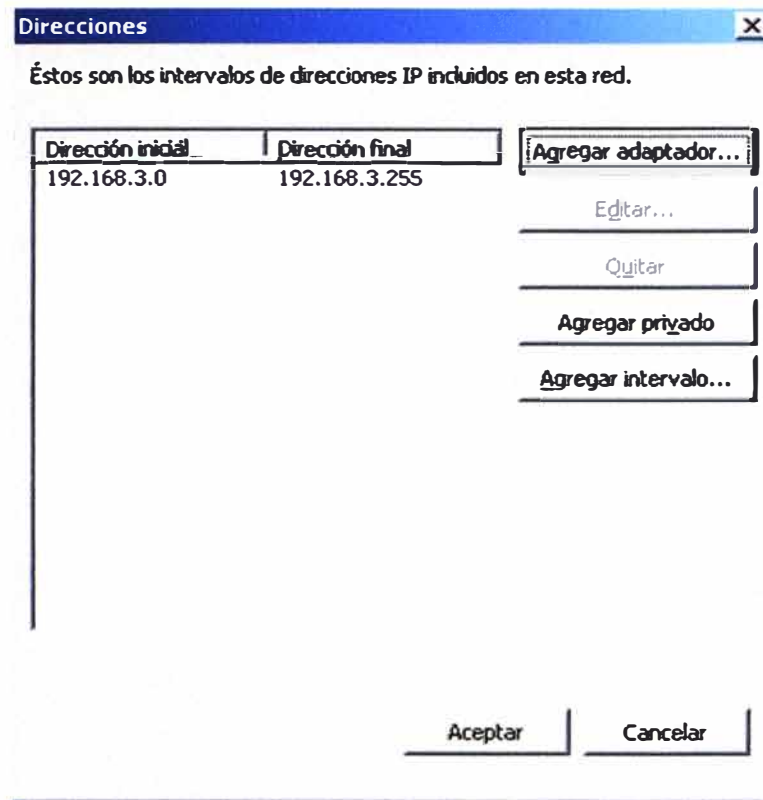 Direcciones
Éstos son los intervalos de direcciones IP incluidos en esta red.
Dirección inicial Dirección final
192.168.3.0 192.168.3.255
Agregar adaptador...
Editar...
Quitar
Agregar privado
Agregar intervalo...
Aceptar Cancelar